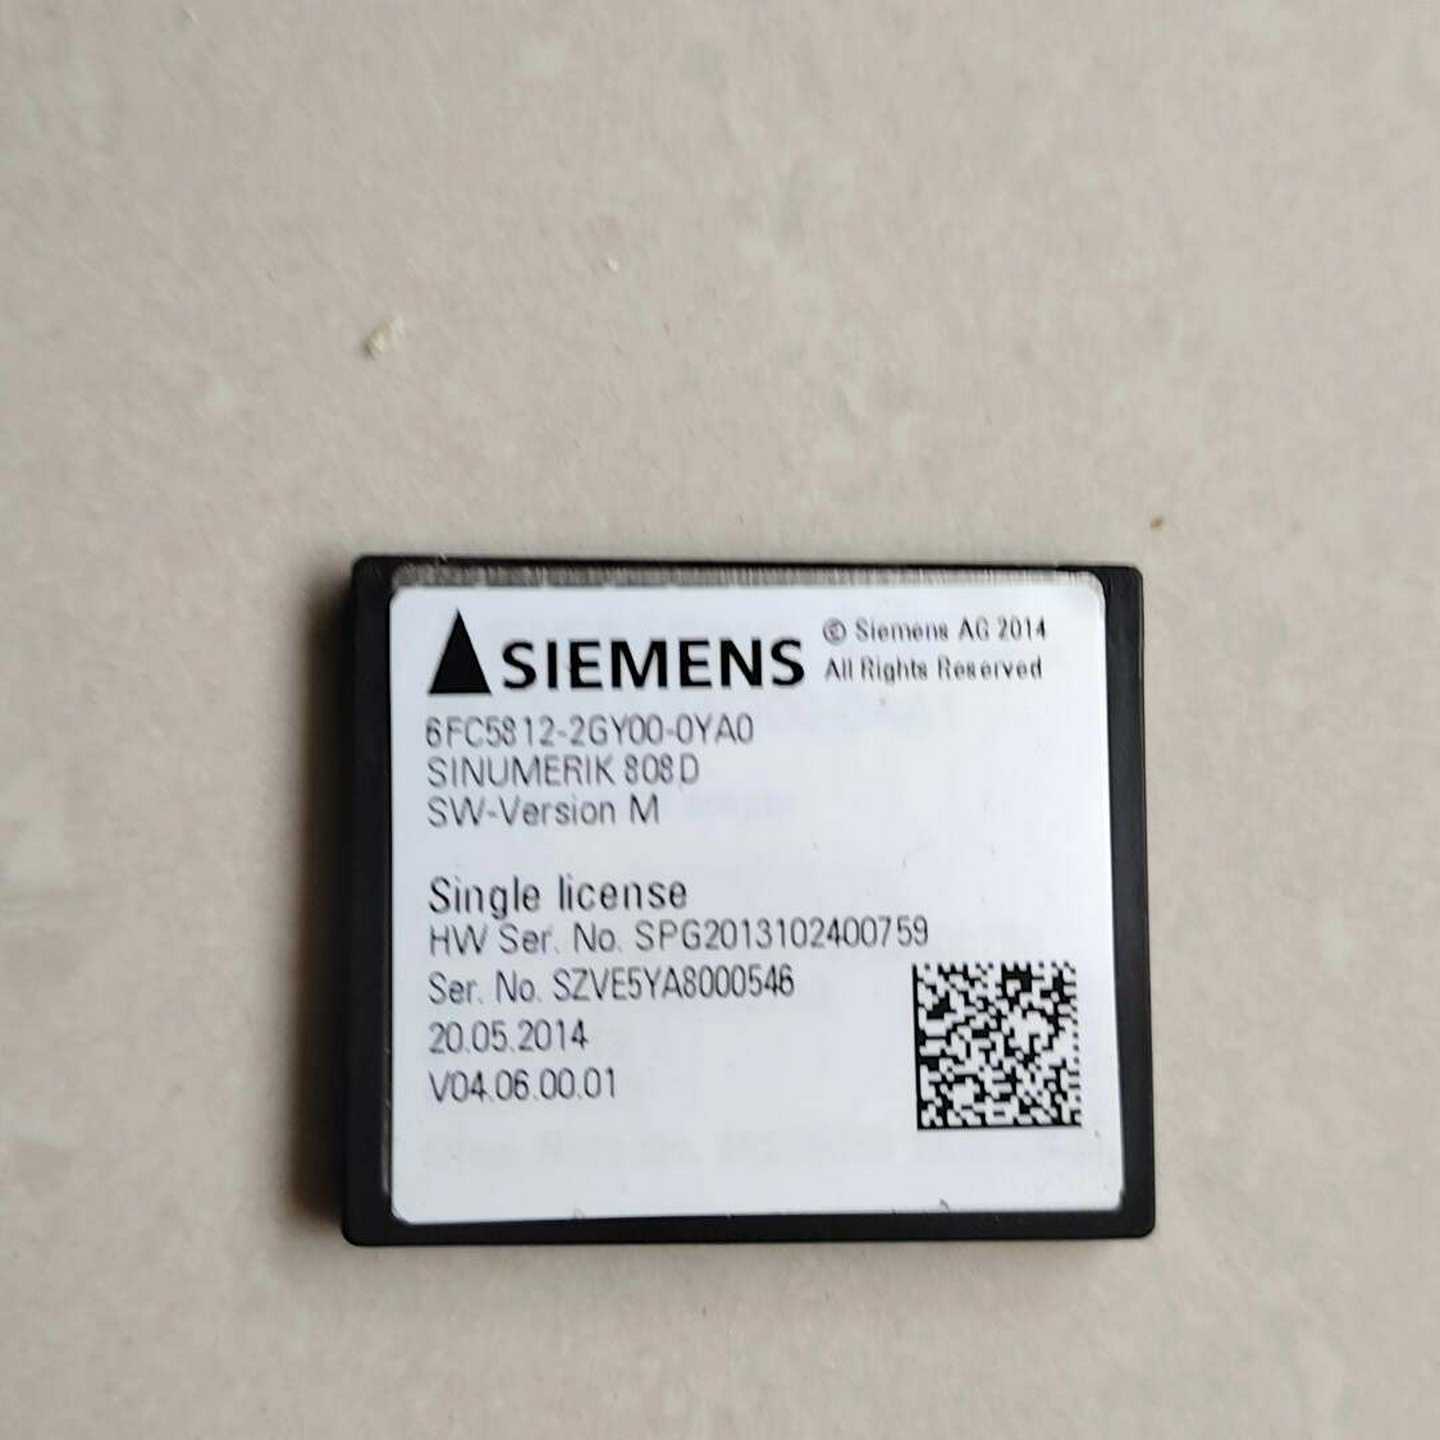 SIEMENS
© Siemens AG 2014
All Rights Reserved
6FC5812-2GY00-0YA0
SINUMERIK 808D
SW-Version M
Single license
HW Ser. No. SPG2013102400759
Ser. No. SZVE5YA8000546
20.05.2014
V04.06.00.01